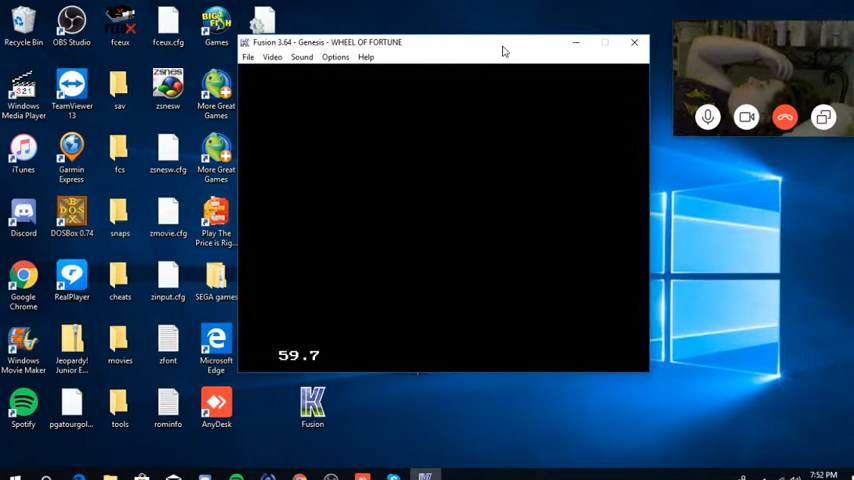 Fusion 3.64 - Genesis - WHEEL OF FORTUNE
File Video Sound Options Help
59.7
Recycle Bin
OBS Studio
fceux
fceux.cfg
Games
Windows Media Player
TeamViewer 13
sav
zsnesw
More Great Games
iTunes
Garmin Express
fcs
zsnesw.cfg
More Great Games
Discord
DOSBox 0.74
snaps
zmovie.cfg
Play The Price is Rig...
Google Chrome
RealPlayer
cheats
zinput.cfg
SEGA games
Windows Movie Maker
Jeopardy! Junior E...
movies
zfont
Microsoft Edge
Spotify
pgatourgol...
tools
rominfo
AnyDesk
Fusion
7:52 PM